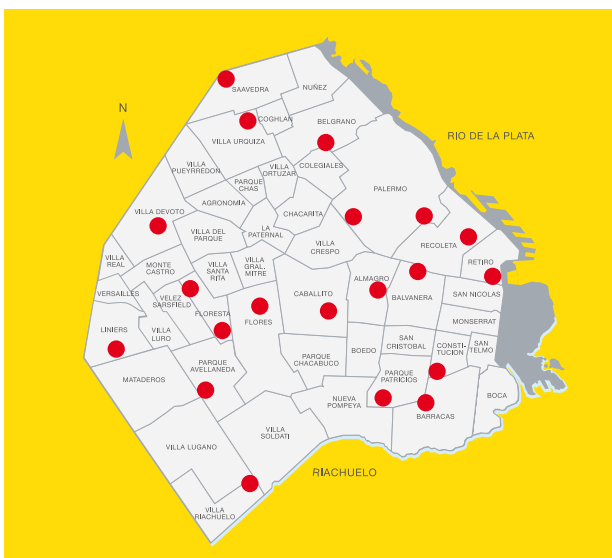 SAAVEDRA
NUÑEZ
N
COGHLAN
BELGRANO
RIO DE LA PLATA
VILLA URQUIZA
VILLA
PUEYRREDON
VILLA
ORTUZAR
COLEGIALES
PARQUE
CHAS
PALERMO
AGRONOMIA
VILLA DEVOTO
CHACARITA
LA
PATERNAL
VILLA DEL
PARQUE
VILLA
CRESPO
RECOLETA
VILLA
REAL
MONTE
CASTRO
VILLA
SANTA
RITA
VILLA
GRAL.
MITRE
RETIRO
ALMAGRO
VERSAILLES
VELEZ
SARSFIELD
CABALLITO
BALVANERA
SAN NICOLAS
FLORESTA
FLORES
MONSERRAT
LINIERS
VILLA
LURO
SAN
CRISTOBAL
CONSTI-
TUCION
SAN
TELMO
BOEDO
PARQUE
CHACABUCO
PARQUE
AVELLANEDA
MATADEROS
PARQUE
PATRICIOS
BOCA
NUEVA
POMPEYA
BARRACAS
VILLA
SOLDATI
VILLA LUGANO
RIACHUELO
VILLA
RIACHUELO